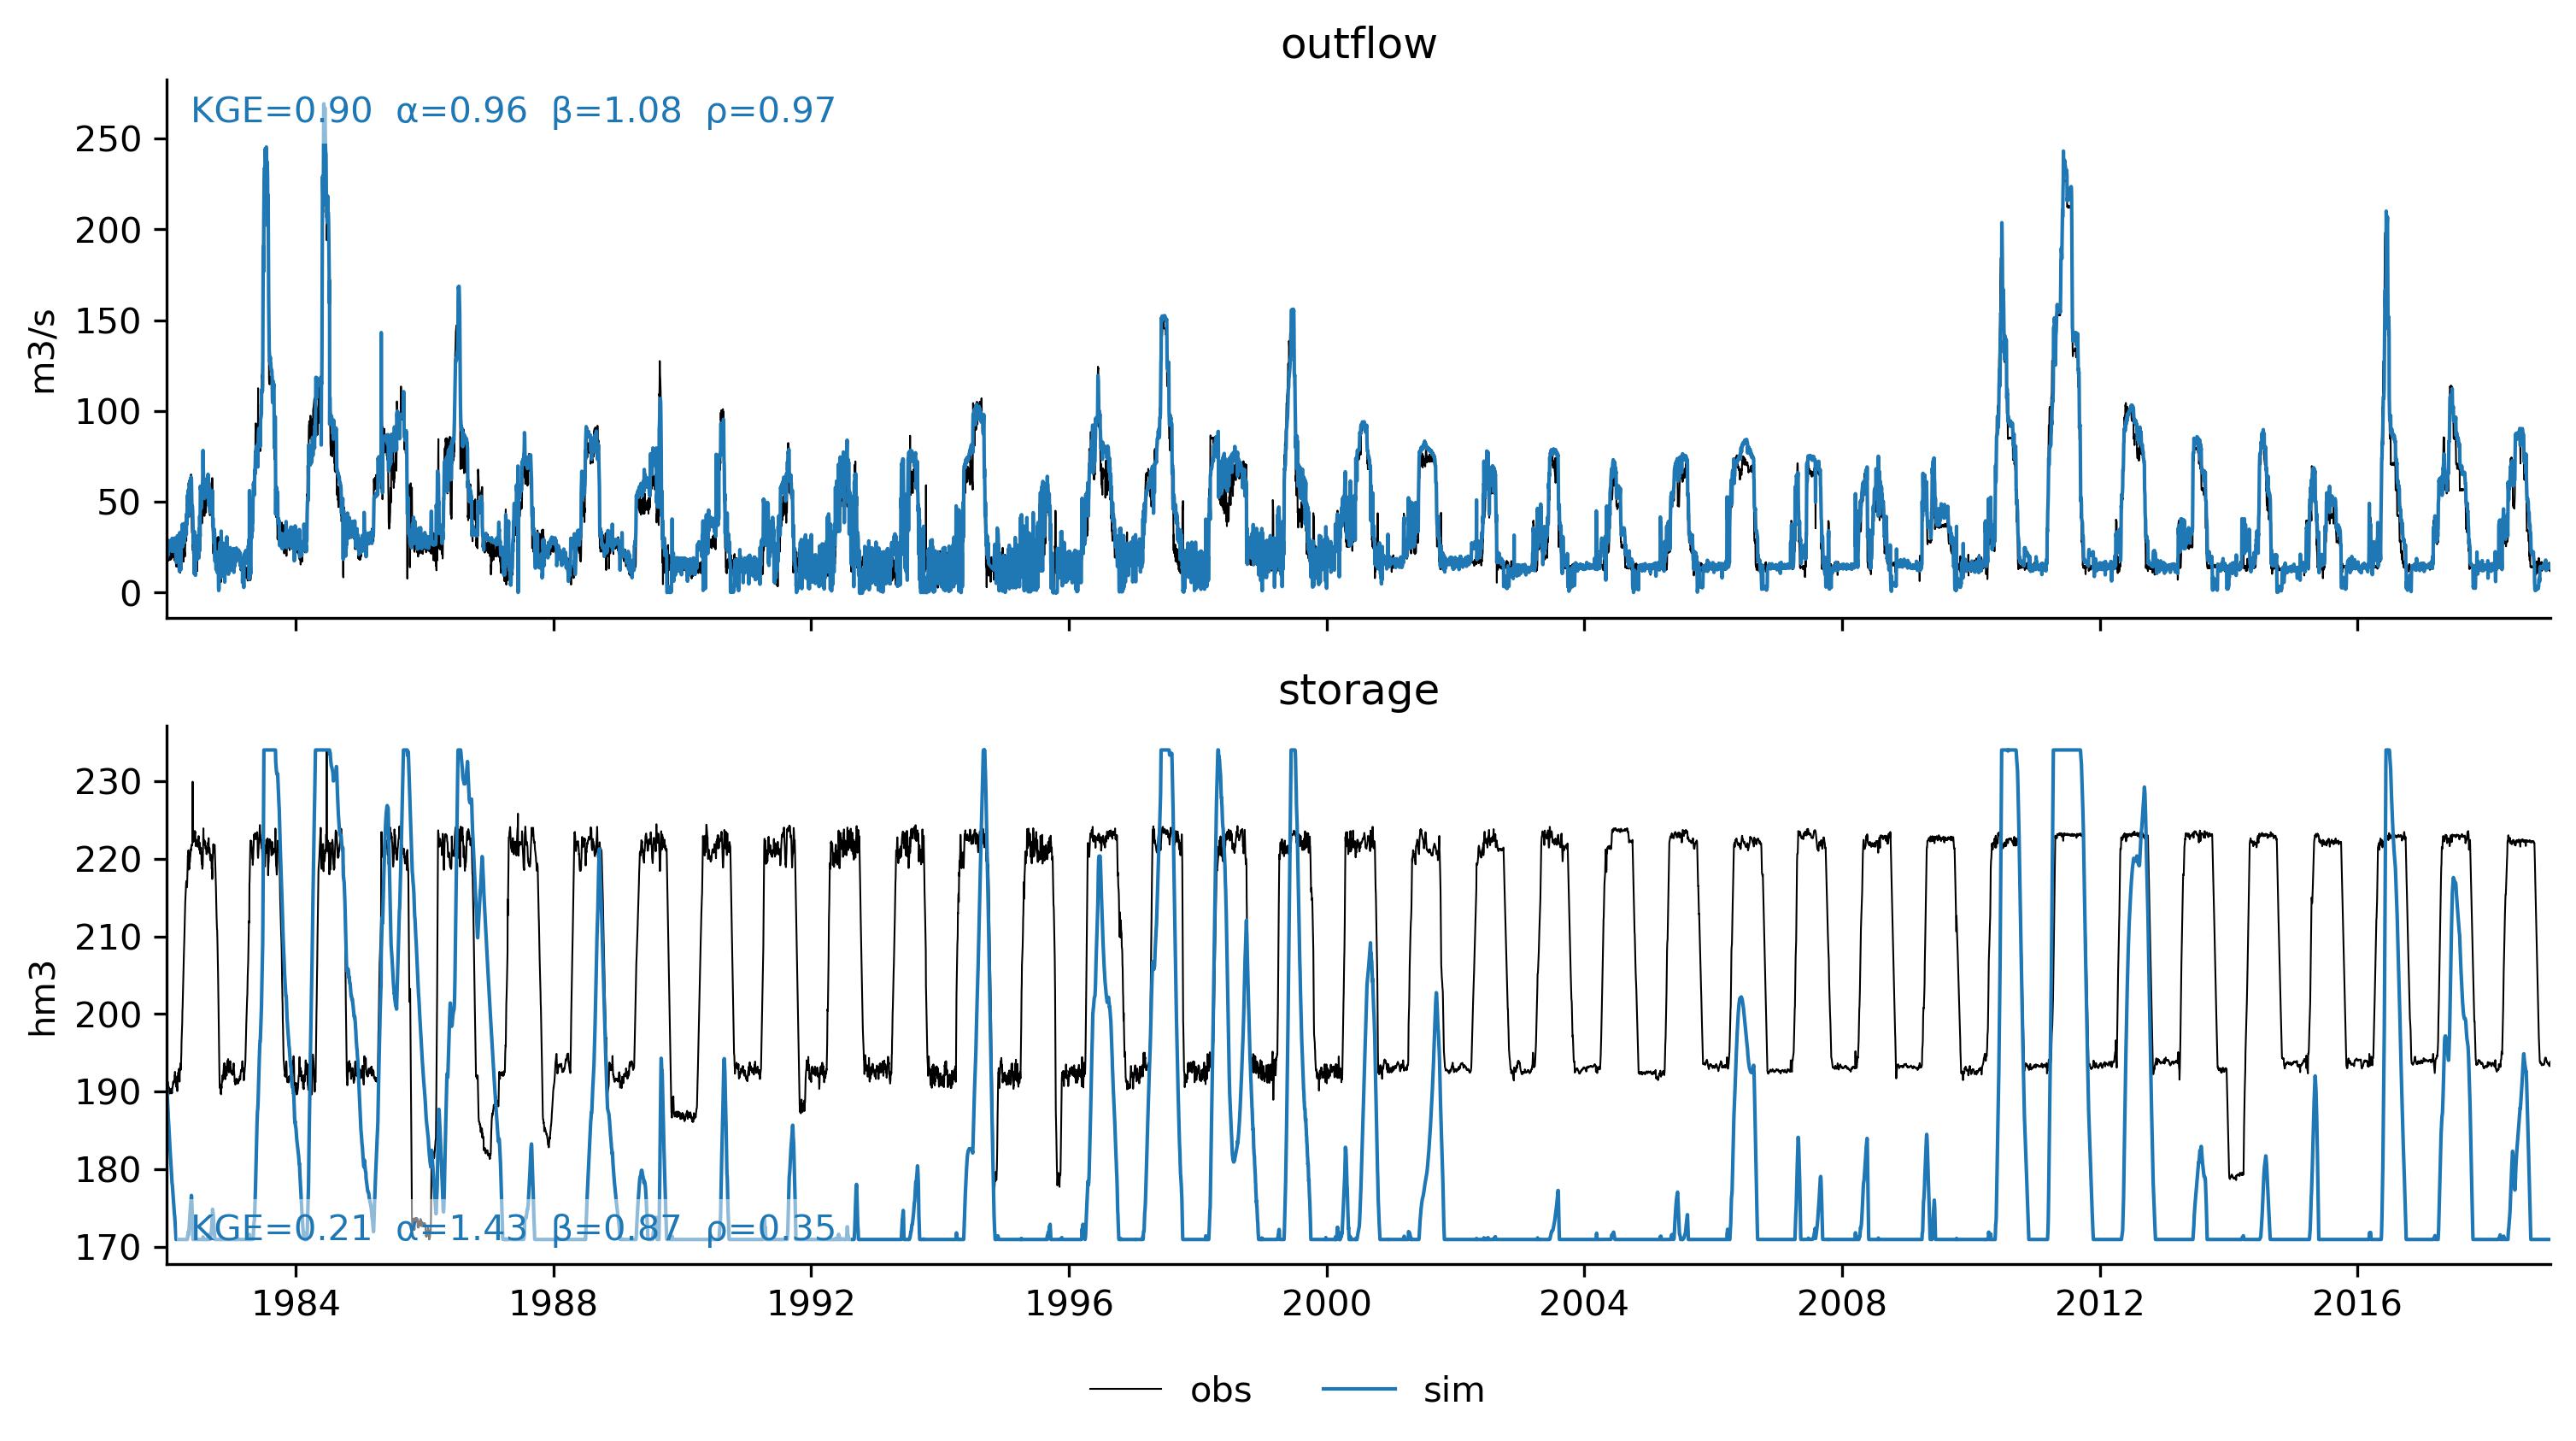 outflow
KGE=0.90 α=0.96 β=1.08 ρ=0.97
m3/s
250
200
150
100
50
0
storage
hm3
230
220
210
200
190
180
170
KGE=0.21 α=1.43 β=0.87 ρ=0.35
1984 1988 1992 1996 2000 2004 2008 2012 2016
obs sim